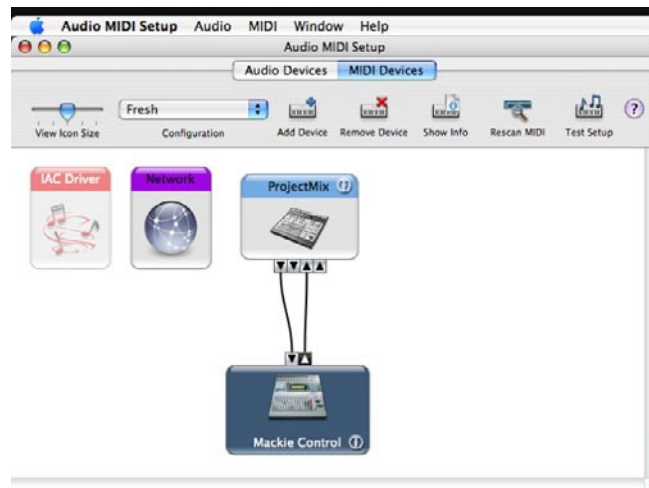 Audio MIDI Setup Audio MIDI Window Help
Audio MIDI Setup
Audio Devices MIDI Devices
Fresh ?
View Icon Size Configuration Add Device Remove Device Show Info Rescan MIDI Test Setup
IAC Driver Network ProjectMix
Mackie Control